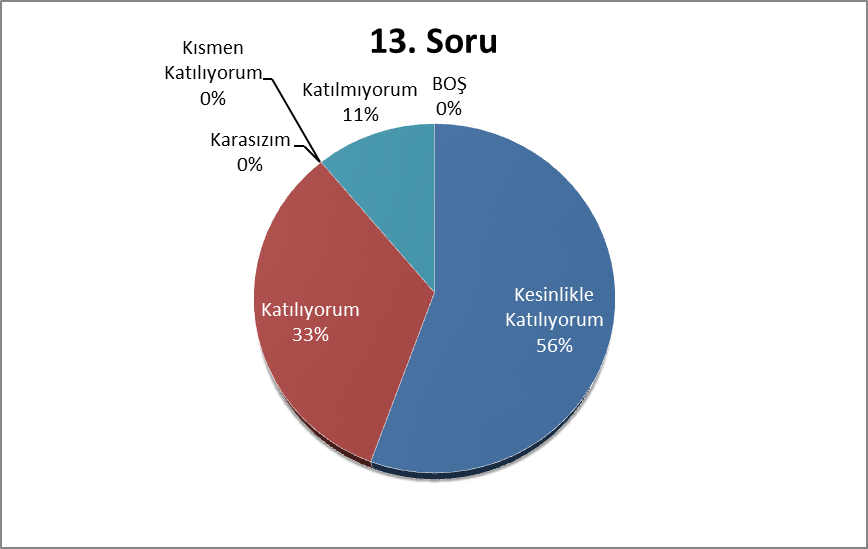 13. Soru
Kısmen
Katılıyorum
0%
Katılmıyorum
11%
BOŞ
0%
Karasızım
0%
Katılıyorum
33%
Kesinlikle
Katılıyorum
56%